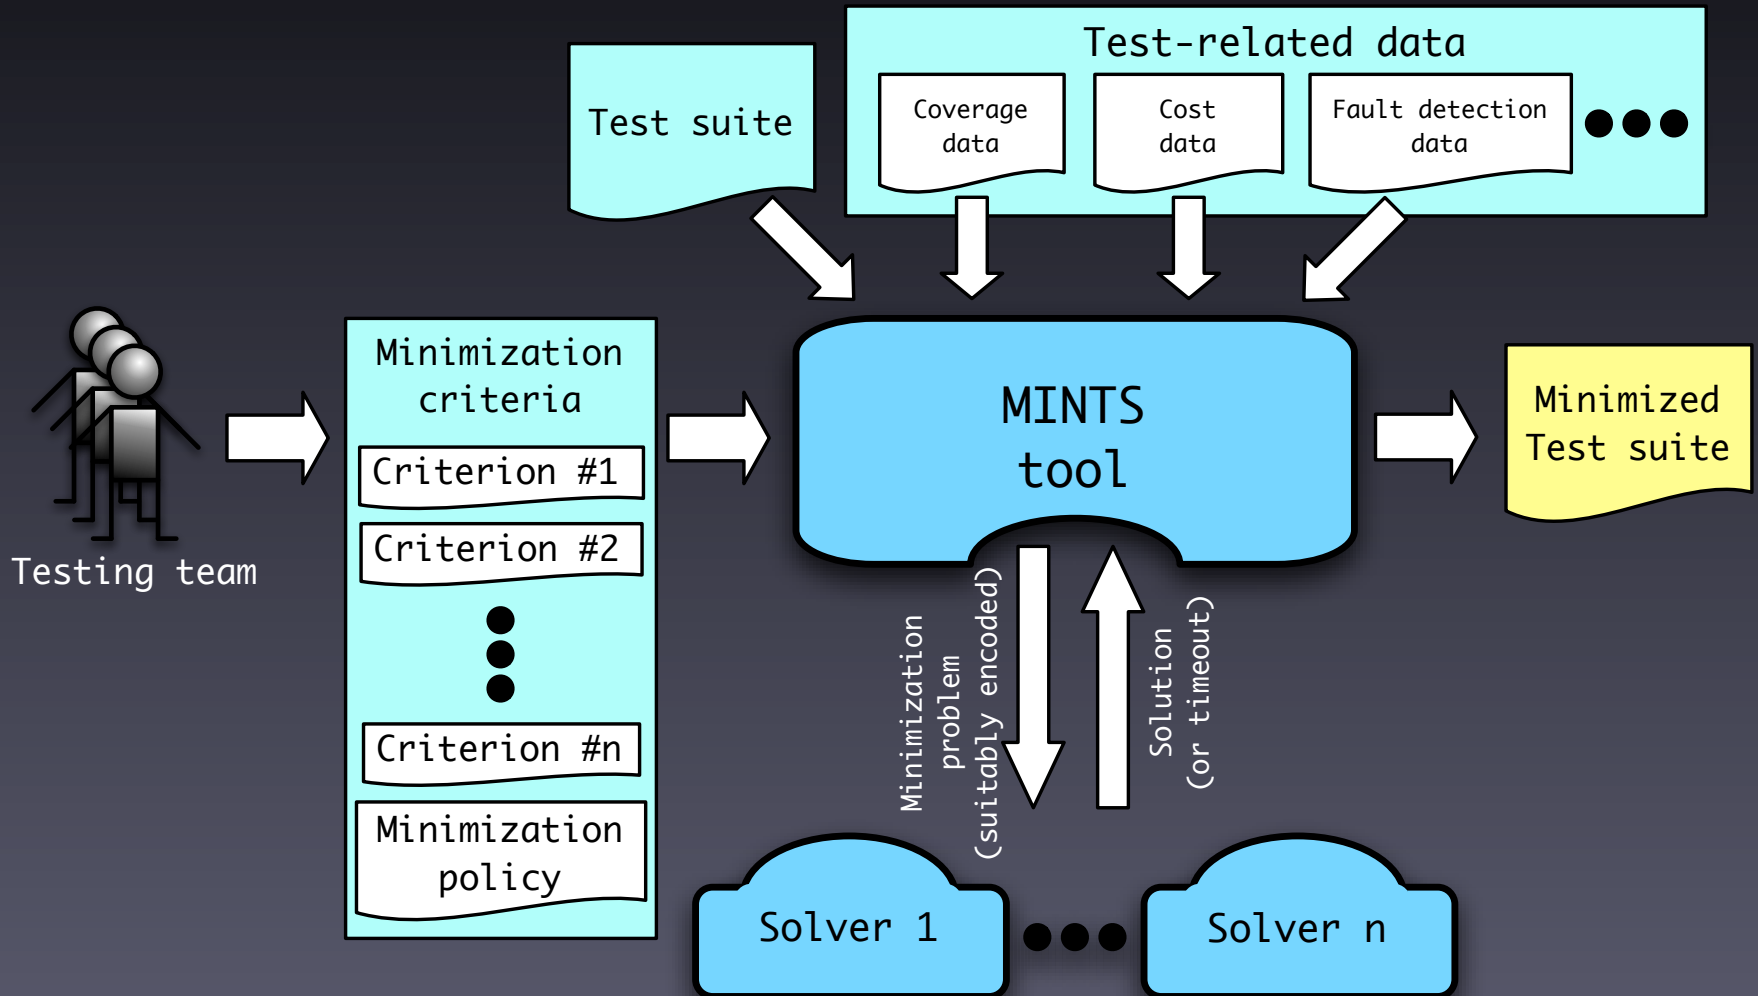 Test-related data
Test suite
Coverage
data
Cost
data
Fault detection
data
Testing team
Minimization
criteria
Criterion #1
Criterion #2
Criterion #n
Minimization
policy
MINTS
tool
Minimized
Test suite
Minimization
problem
(suitably encoded)
Solution
(or timeout)
Solver 1
Solver n